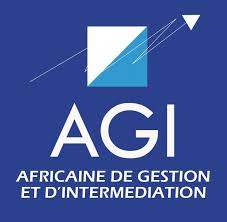 AGI
AFRICAINE DE GESTION
ET D'INTERMEDIATION